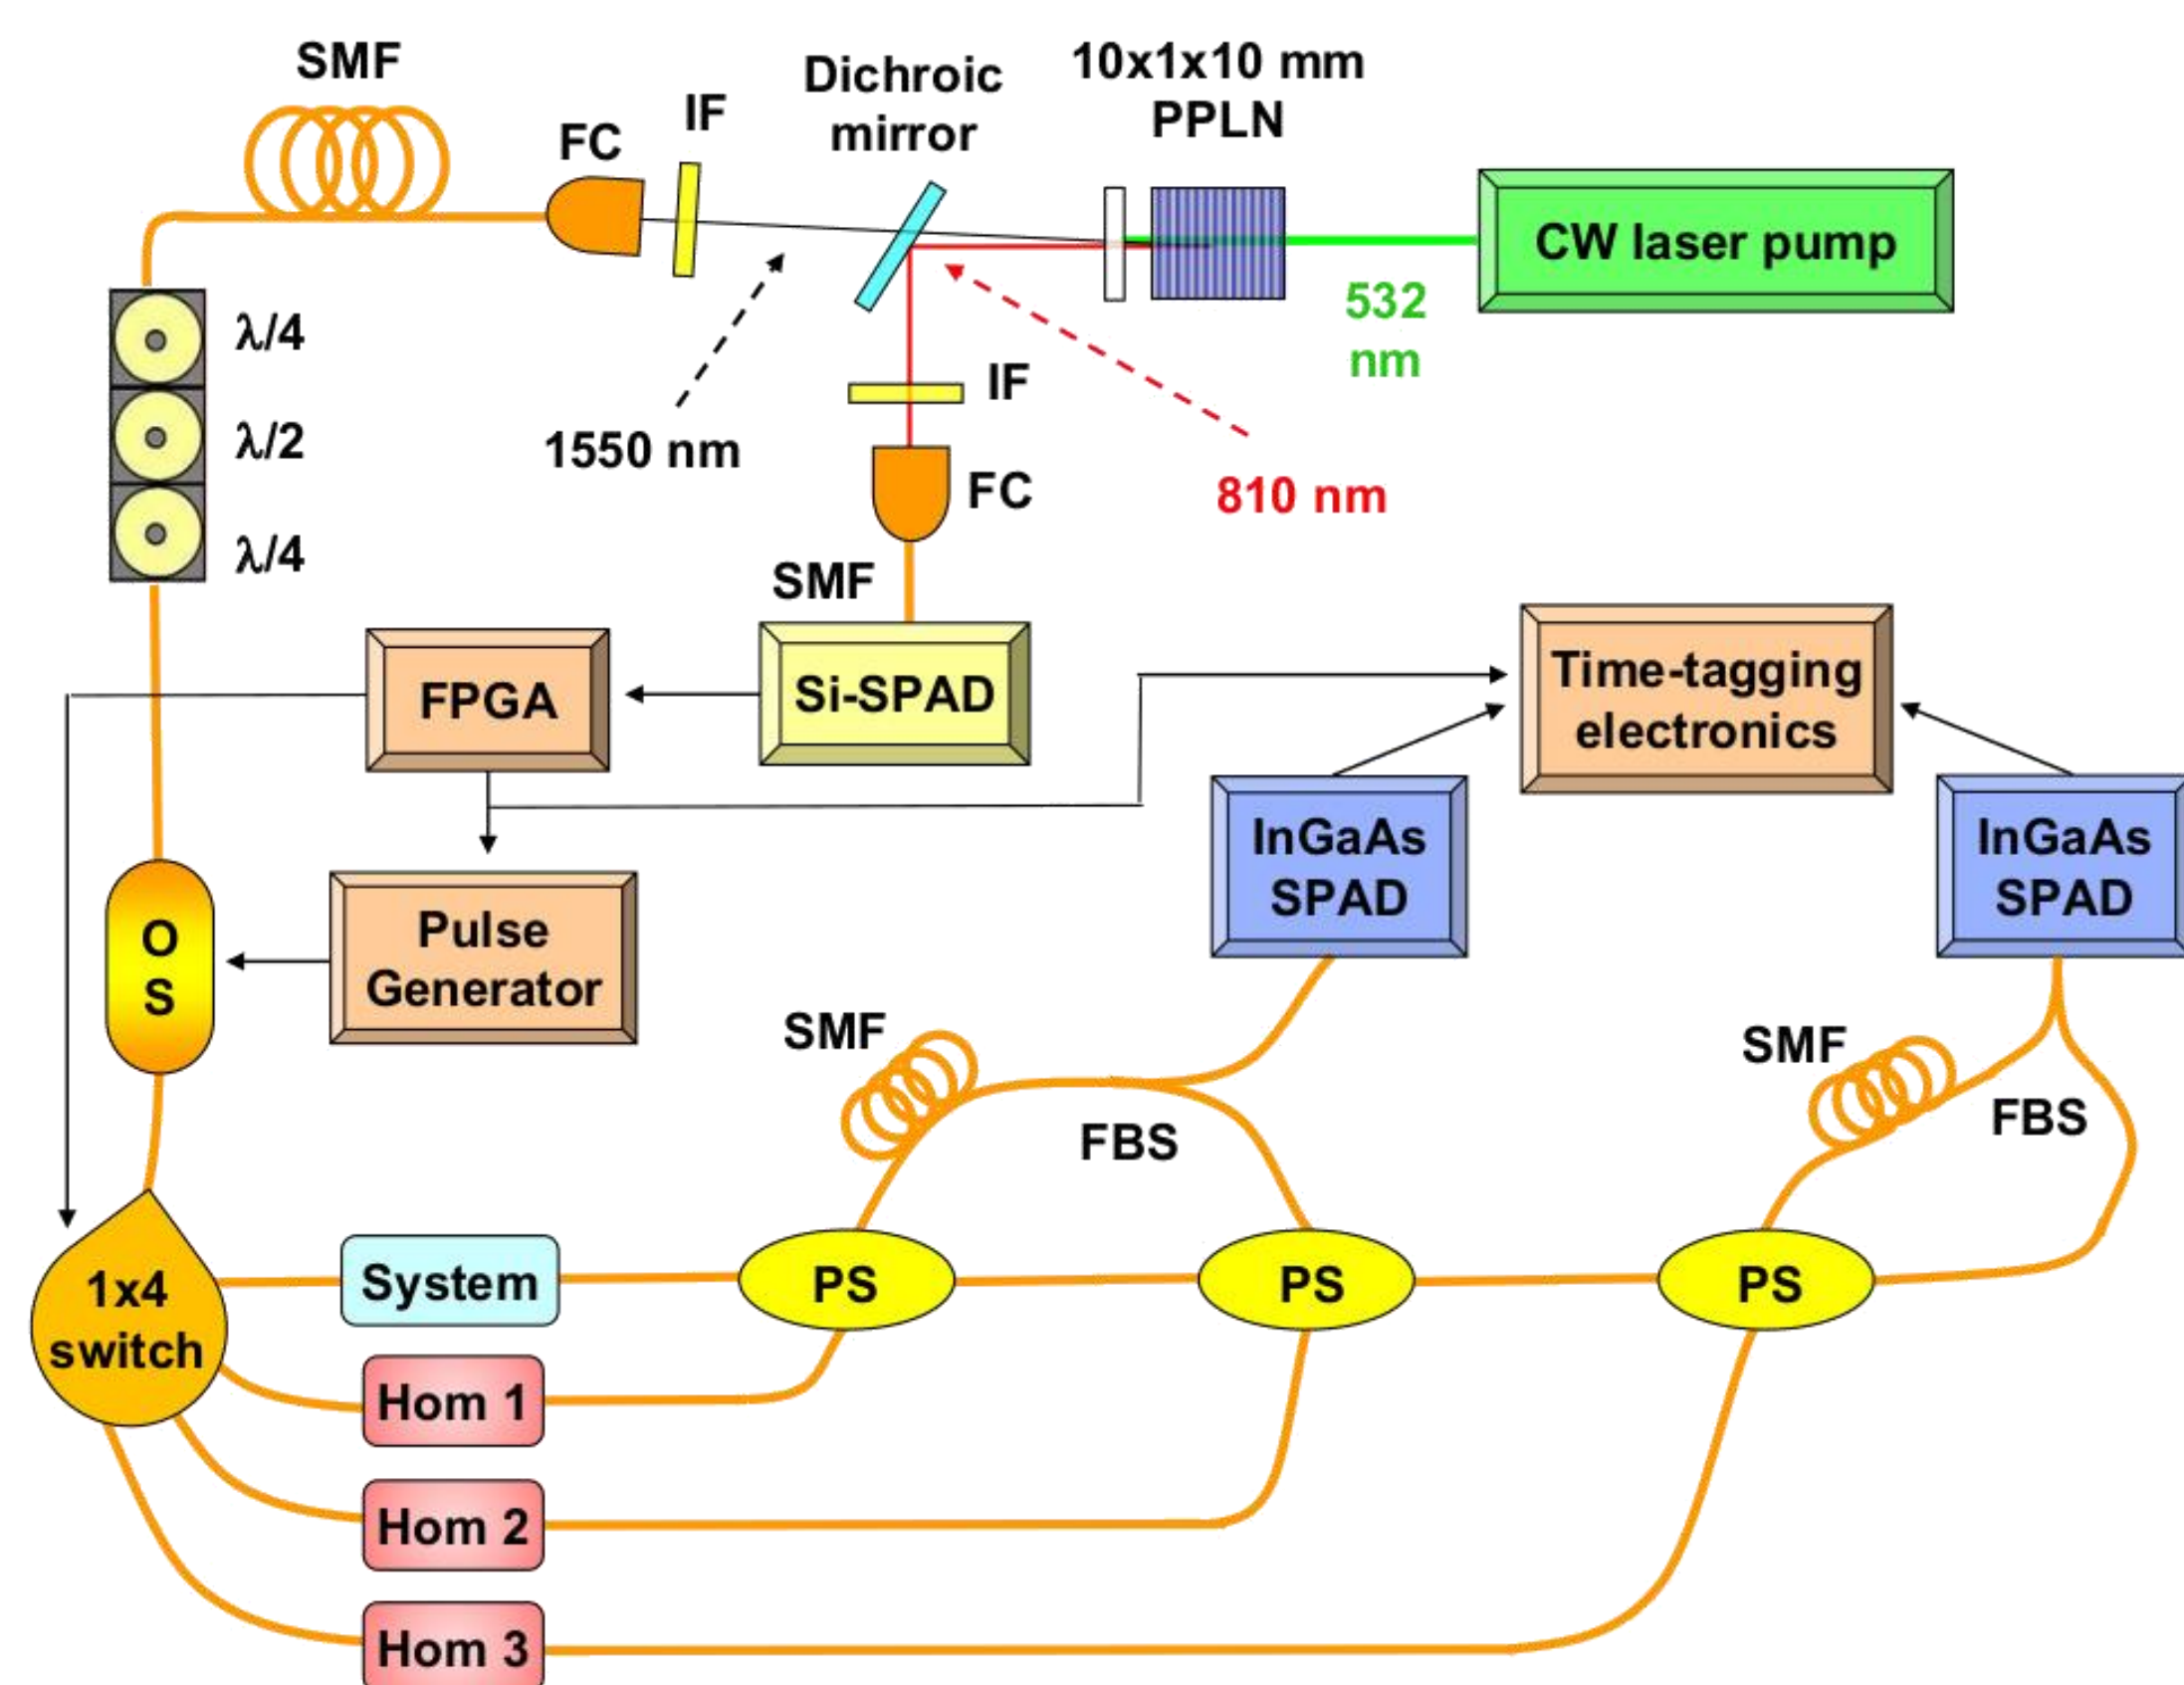 SMF
FC
IF
Dichroic
mirror
10x1x10 mm
PPLN
CW laser pump
532
nm
λ/4
λ/2
λ/4
1550 nm
IF
FC
810 nm
SMF
FPGA
Si-SPAD
Time-tagging
electronics
InGaAs
SPAD
InGaAs
SPAD
O
S
Pulse
Generator
SMF
FBS
SMF
FBS
1x4
switch
System
PS
PS
PS
Hom 1
Hom 2
Hom 3